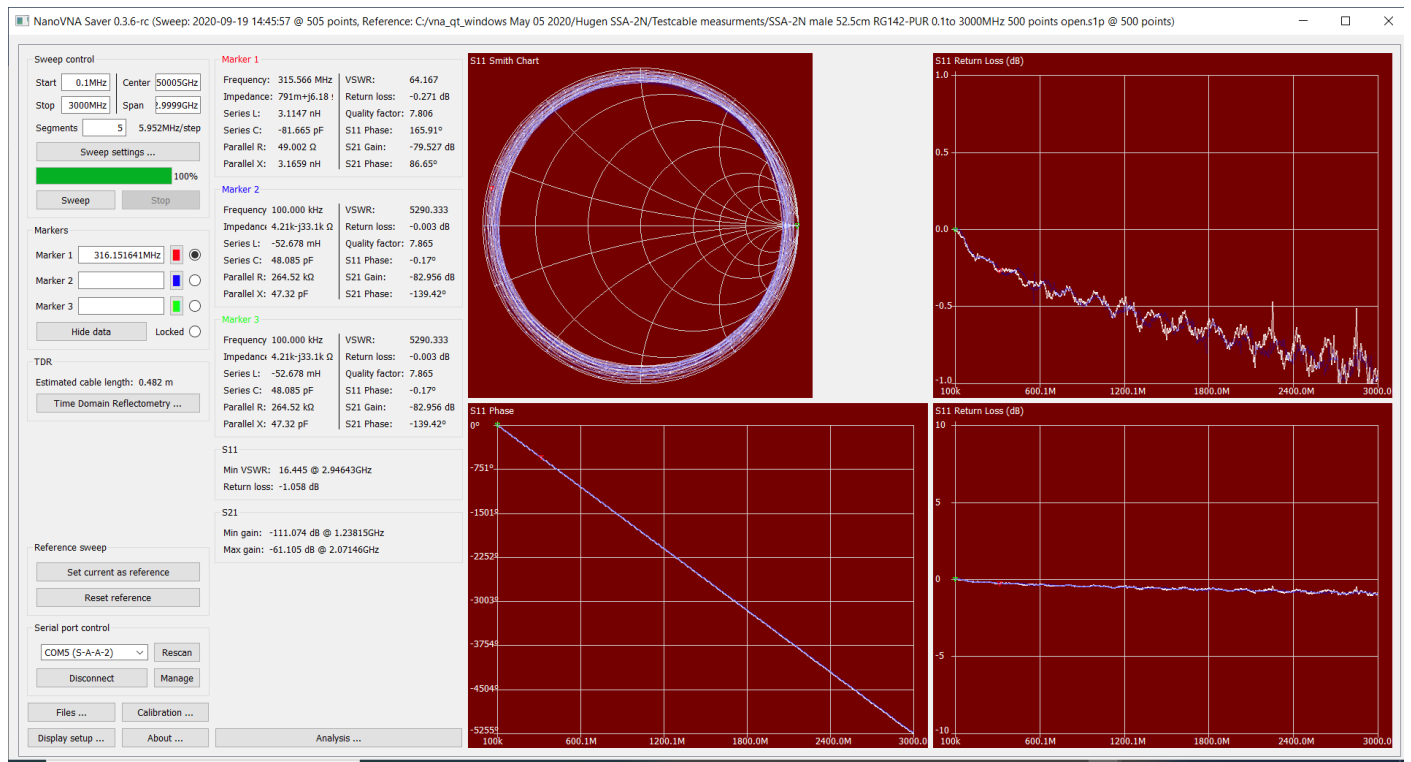 NanoVNA Saver 0.3.6-rc (Sweep: 2020-09-19 14:45:57 @ 505 points, Reference: C:/vna_qt_windows May 05 2020/Hugen SSA-2N/Testcable measurments/SSA-2N male 52.5cm RG142-PUR 0.1to 3000MHz 500 points open.s1p @ 500 points)
Sweep control
Start 0.1MHz Center 50005GHz
Stop 3000MHz Span 2.9999GHz
Segments 5 5.952MHz/step
Sweep settings ...
100%
Sweep Stop
Markers
Marker 1 316.151641MHz
Marker 2
Marker 3
Hide data Locked
TDR
Estimated cable length: 0.482 m
Time Domain Reflectometry ...
Reference sweep
Set current as reference
Reset reference
Serial port control
COM5 (S-A-A-2) Rescan
Disconnect Manage
Files ... Calibration ...
Display setup ... About ...
Marker 1
Frequency: 315.566 MHz VSWR: 64.167
Impedance: 791m+j6.18 Return loss: -0.271 dB
Series L: 3.1147 nH Quality factor: 7.806
Series C: -81.665 pF S11 Phase: 165.91°
Parallel R: 49.002 Ω S21 Gain: -79.527 dB
Parallel X: 3.1659 nH S21 Phase: 86.65°
Marker 2
Frequency 100.000 kHz VSWR: 5290.333
Impedance 4.21k-j33.1k Ω Return loss: -0.003 dB
Series L: -52.678 mH Quality factor: 7.865
Series C: 48.085 pF S11 Phase: -0.17°
Parallel R: 264.52 kΩ S21 Gain: -82.956 dB
Parallel X: 47.32 pF S21 Phase: -139.42°
Marker 3
Frequency 100.000 kHz VSWR: 5290.333
Impedance 4.21k-j33.1k Ω Return loss: -0.003 dB
Series L: -52.678 mH Quality factor: 7.865
Series C: 48.085 pF S11 Phase: -0.17°
Parallel R: 264.52 kΩ S21 Gain: -82.956 dB
Parallel X: 47.32 pF S21 Phase: -139.42°
S11
Min VSWR: 16.445 @ 2.94643GHz
Return loss: -1.058 dB
S21
Min gain: -111.074 dB @ 1.23815GHz
Max gain: -61.105 dB @ 2.07146GHz
Analysis ...
S11 Smith Chart
S11 Return Loss (dB)
1.0
0.5
0.0
-0.5
-1.0
100k 600.1M 1200.1M 1800.0M 2400.0M 3000.0
S11 Phase
0°
-751°
-1501°
-2252°
-3003°
-3754°
-4504°
-5255°
100k 600.1M 1200.1M 1800.0M 2400.0M 3000.0
S11 Return Loss (dB)
10
5
0
-5
-10
100k 600.1M 1200.1M 1800.0M 2400.0M 3000.0